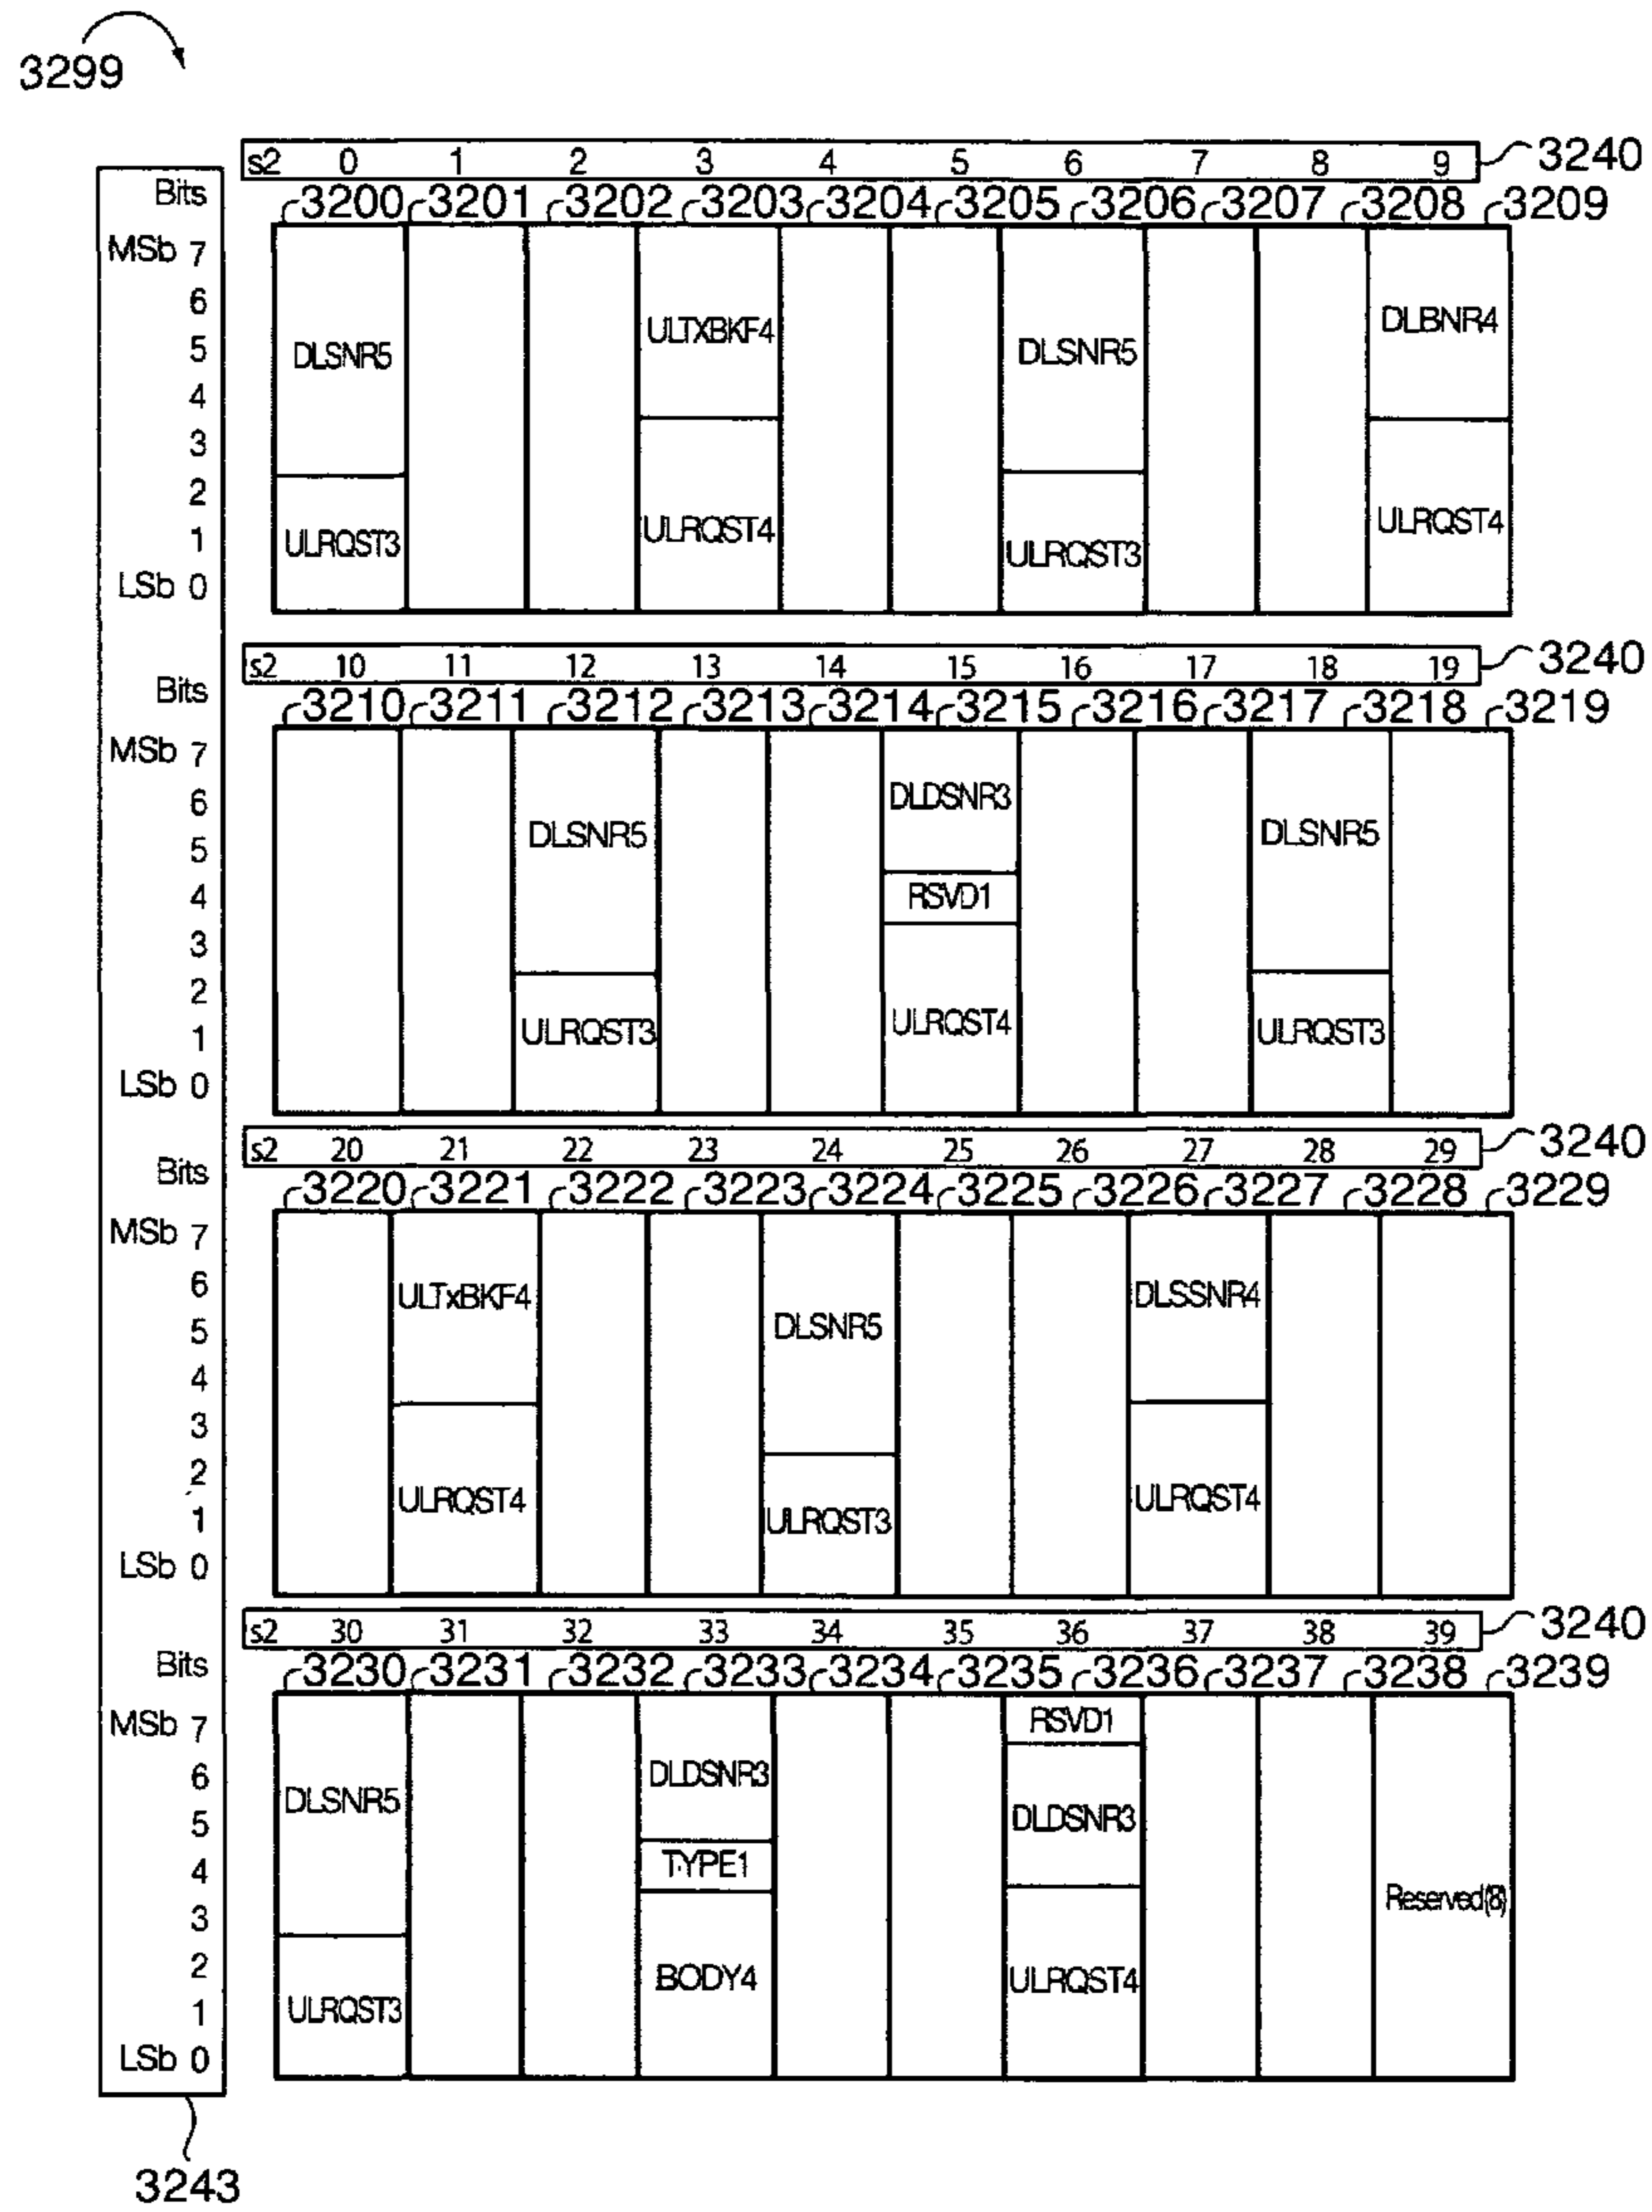 3299
s2 0 1 2 3 4 5 6 7 8 9 3240
Bits 3200 3201 3202 3203 3204 3205 3206 3207 3208 3209
MSb 7
6
5
4
3
2
1
LSb 0
DLSNR5 ULTXBKF4 DLSNR5 DLBNR4
ULRQST3 ULRQST4 ULRQST3 ULRQST4
s2 10 11 12 13 14 15 16 17 18 19 3240
Bits 3210 3211 3212 3213 3214 3215 3216 3217 3218 3219
MSb 7
6
5
4
3
2
1
LSb 0
DLSNR5 DLDSNR3 DLSNR5
RSVD1
ULRQST3 ULRQST4 ULRQST3
s2 20 21 22 23 24 25 26 27 28 29 3240
Bits 3220 3221 3222 3223 3224 3225 3226 3227 3228 3229
MSb 7
6
5
4
3
2
1
LSb 0
ULTxBKF4 DLSNR5 DLSSNR4
ULRQST4 ULRQST3 ULRQST4
s2 30 31 32 33 34 35 36 37 38 39 3240
Bits 3230 3231 3232 3233 3234 3235 3236 3237 3238 3239
MSb 7
6
5
4
3
2
1
LSb 0
RSVD1
DLSNR5 DLDSNR3 DLDSNR3
TYPE1 Reserved(8)
ULRQST3 BODY4 ULRQST4
3243